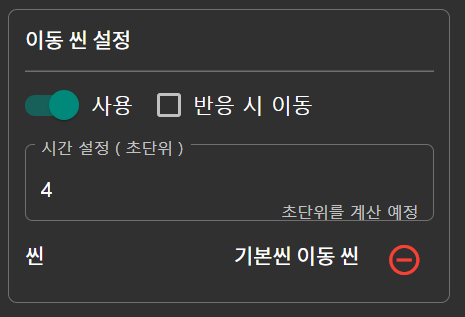 이동 씬 설정
사용 반응 시 이동
시간 설정 ( 초단위 )
4
초단위를 계산 예정
씬 기본씬 이동 씬